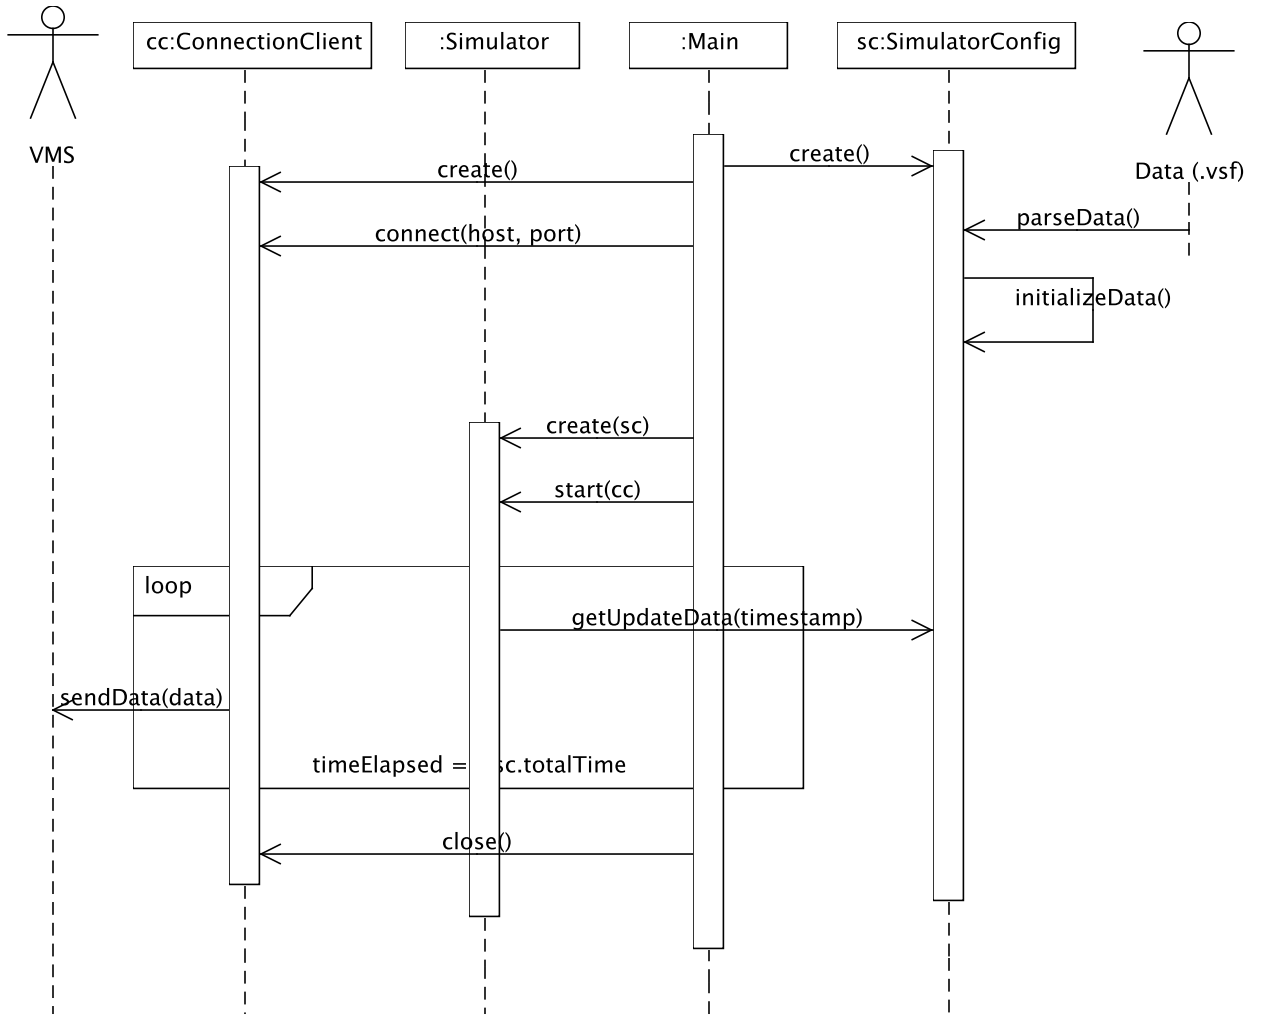 cc:ConnectionClient
:Simulator
:Main
sc:SimulatorConfig
VMS
Data (.vsf)
create()
create()
parseData()
connect(host, port)
initializeData()
create(sc)
start(cc)
loop
getUpdateData(timestamp)
sendData(data)
timeElapsed = sc.totalTime
close()